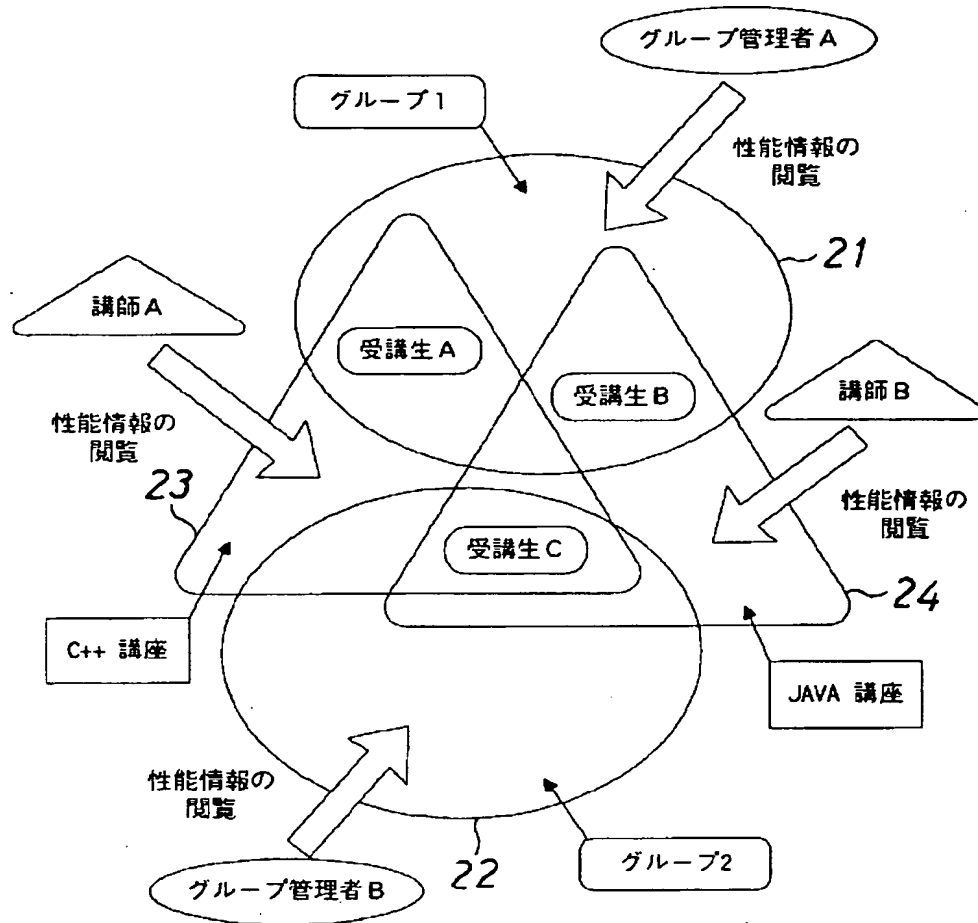 グループ管理者A
グループ1
性能情報の
閲覧
21
講師A
受講生A
受講生B
講師B
性能情報の
閲覧
23
性能情報の
閲覧
受講生C
24
C++ 講座
JAVA 講座
性能情報の
閲覧
グループ2
22
グループ管理者B